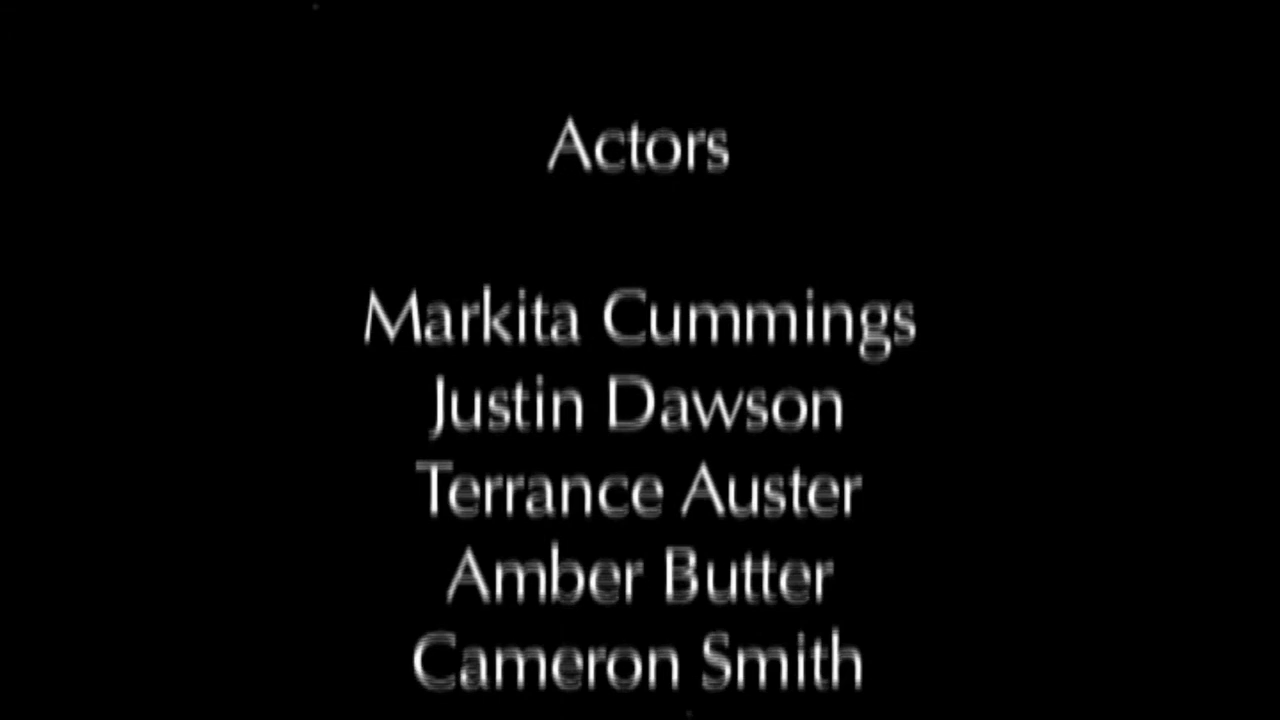 Actors
Markita Cummings
Justin Dawson
Terrance Auster
Amber Butter
Cameron Smith